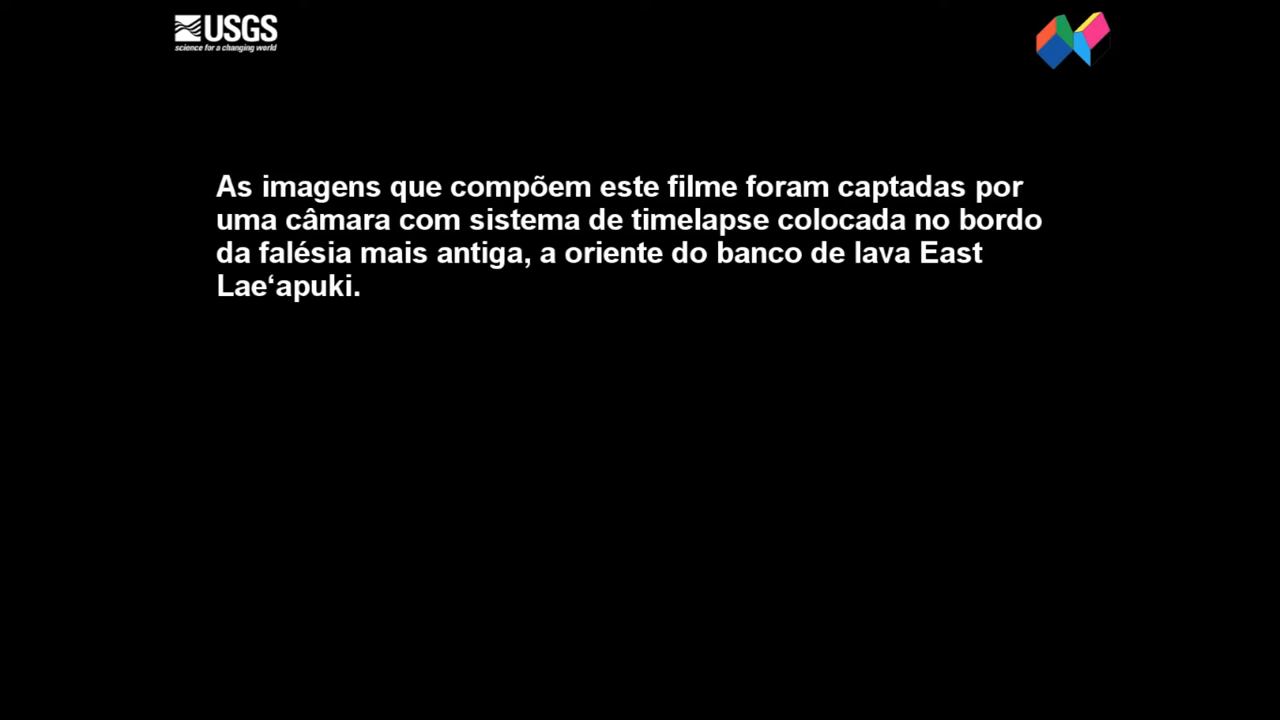 USGS
science for a changing world
As imagens que compõem este filme foram captadas por
uma câmara com sistema de timelapse colocada no bordo
da falésia mais antiga, a oriente do banco de lava East
Lae‘apuki.